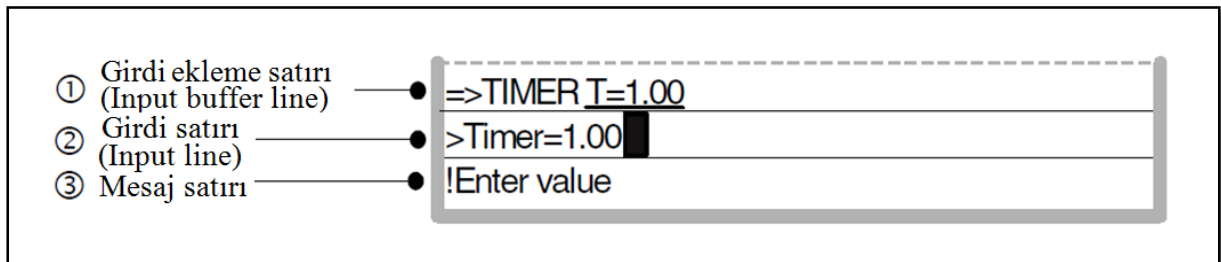 ① Girdi ekleme satırı
(Input buffer line)
=>TIMER T=1.00
② Girdi satırı
(Input line)
>Timer=1.00
③ Mesaj satırı
!Enter value